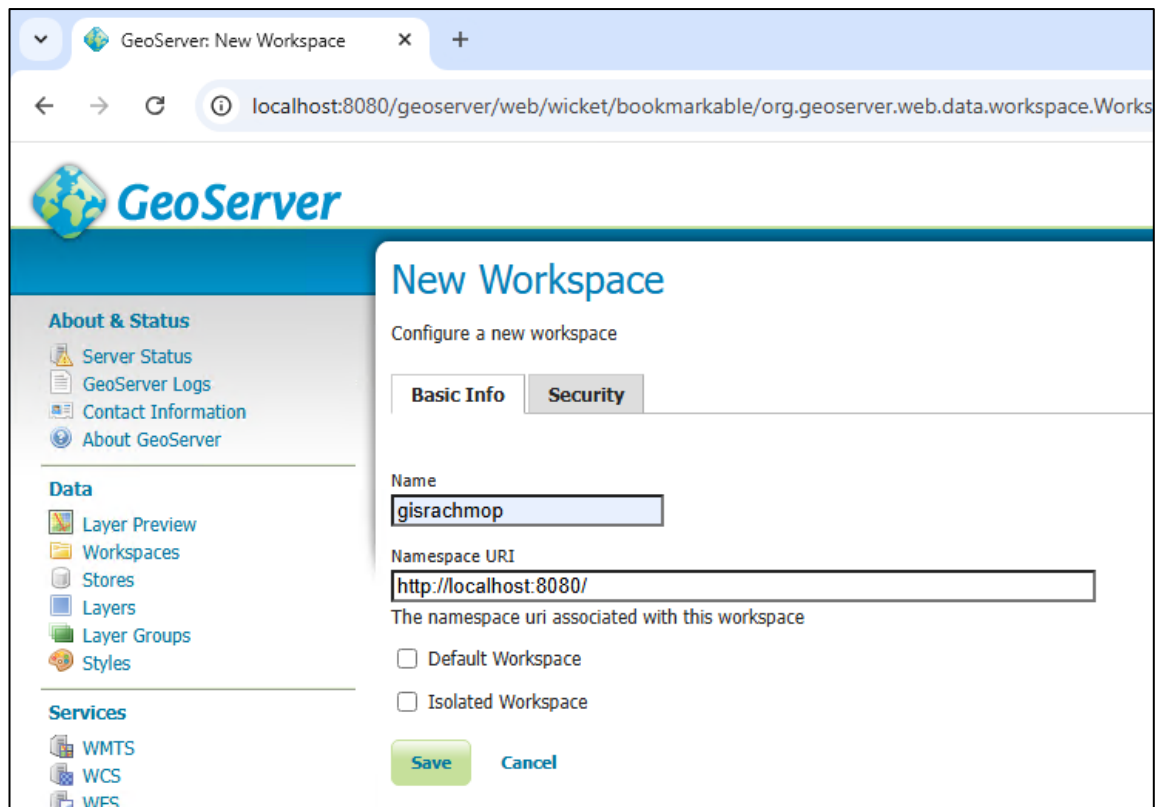 GeoServer: New Workspace
localhost:8080/geoserver/web/wicket/bookmarkable/org.geoserver.web.data.workspace.Works
GeoServer
New Workspace
Configure a new workspace
Basic Info Security
Name
gisrachmop
Namespace URI
http://localhost:8080/
The namespace uri associated with this workspace
Default Workspace
Isolated Workspace
Save Cancel
About & Status
Server Status
GeoServer Logs
Contact Information
About GeoServer
Data
Layer Preview
Workspaces
Stores
Layers
Layer Groups
Styles
Services
WMTS
WCS
WFS